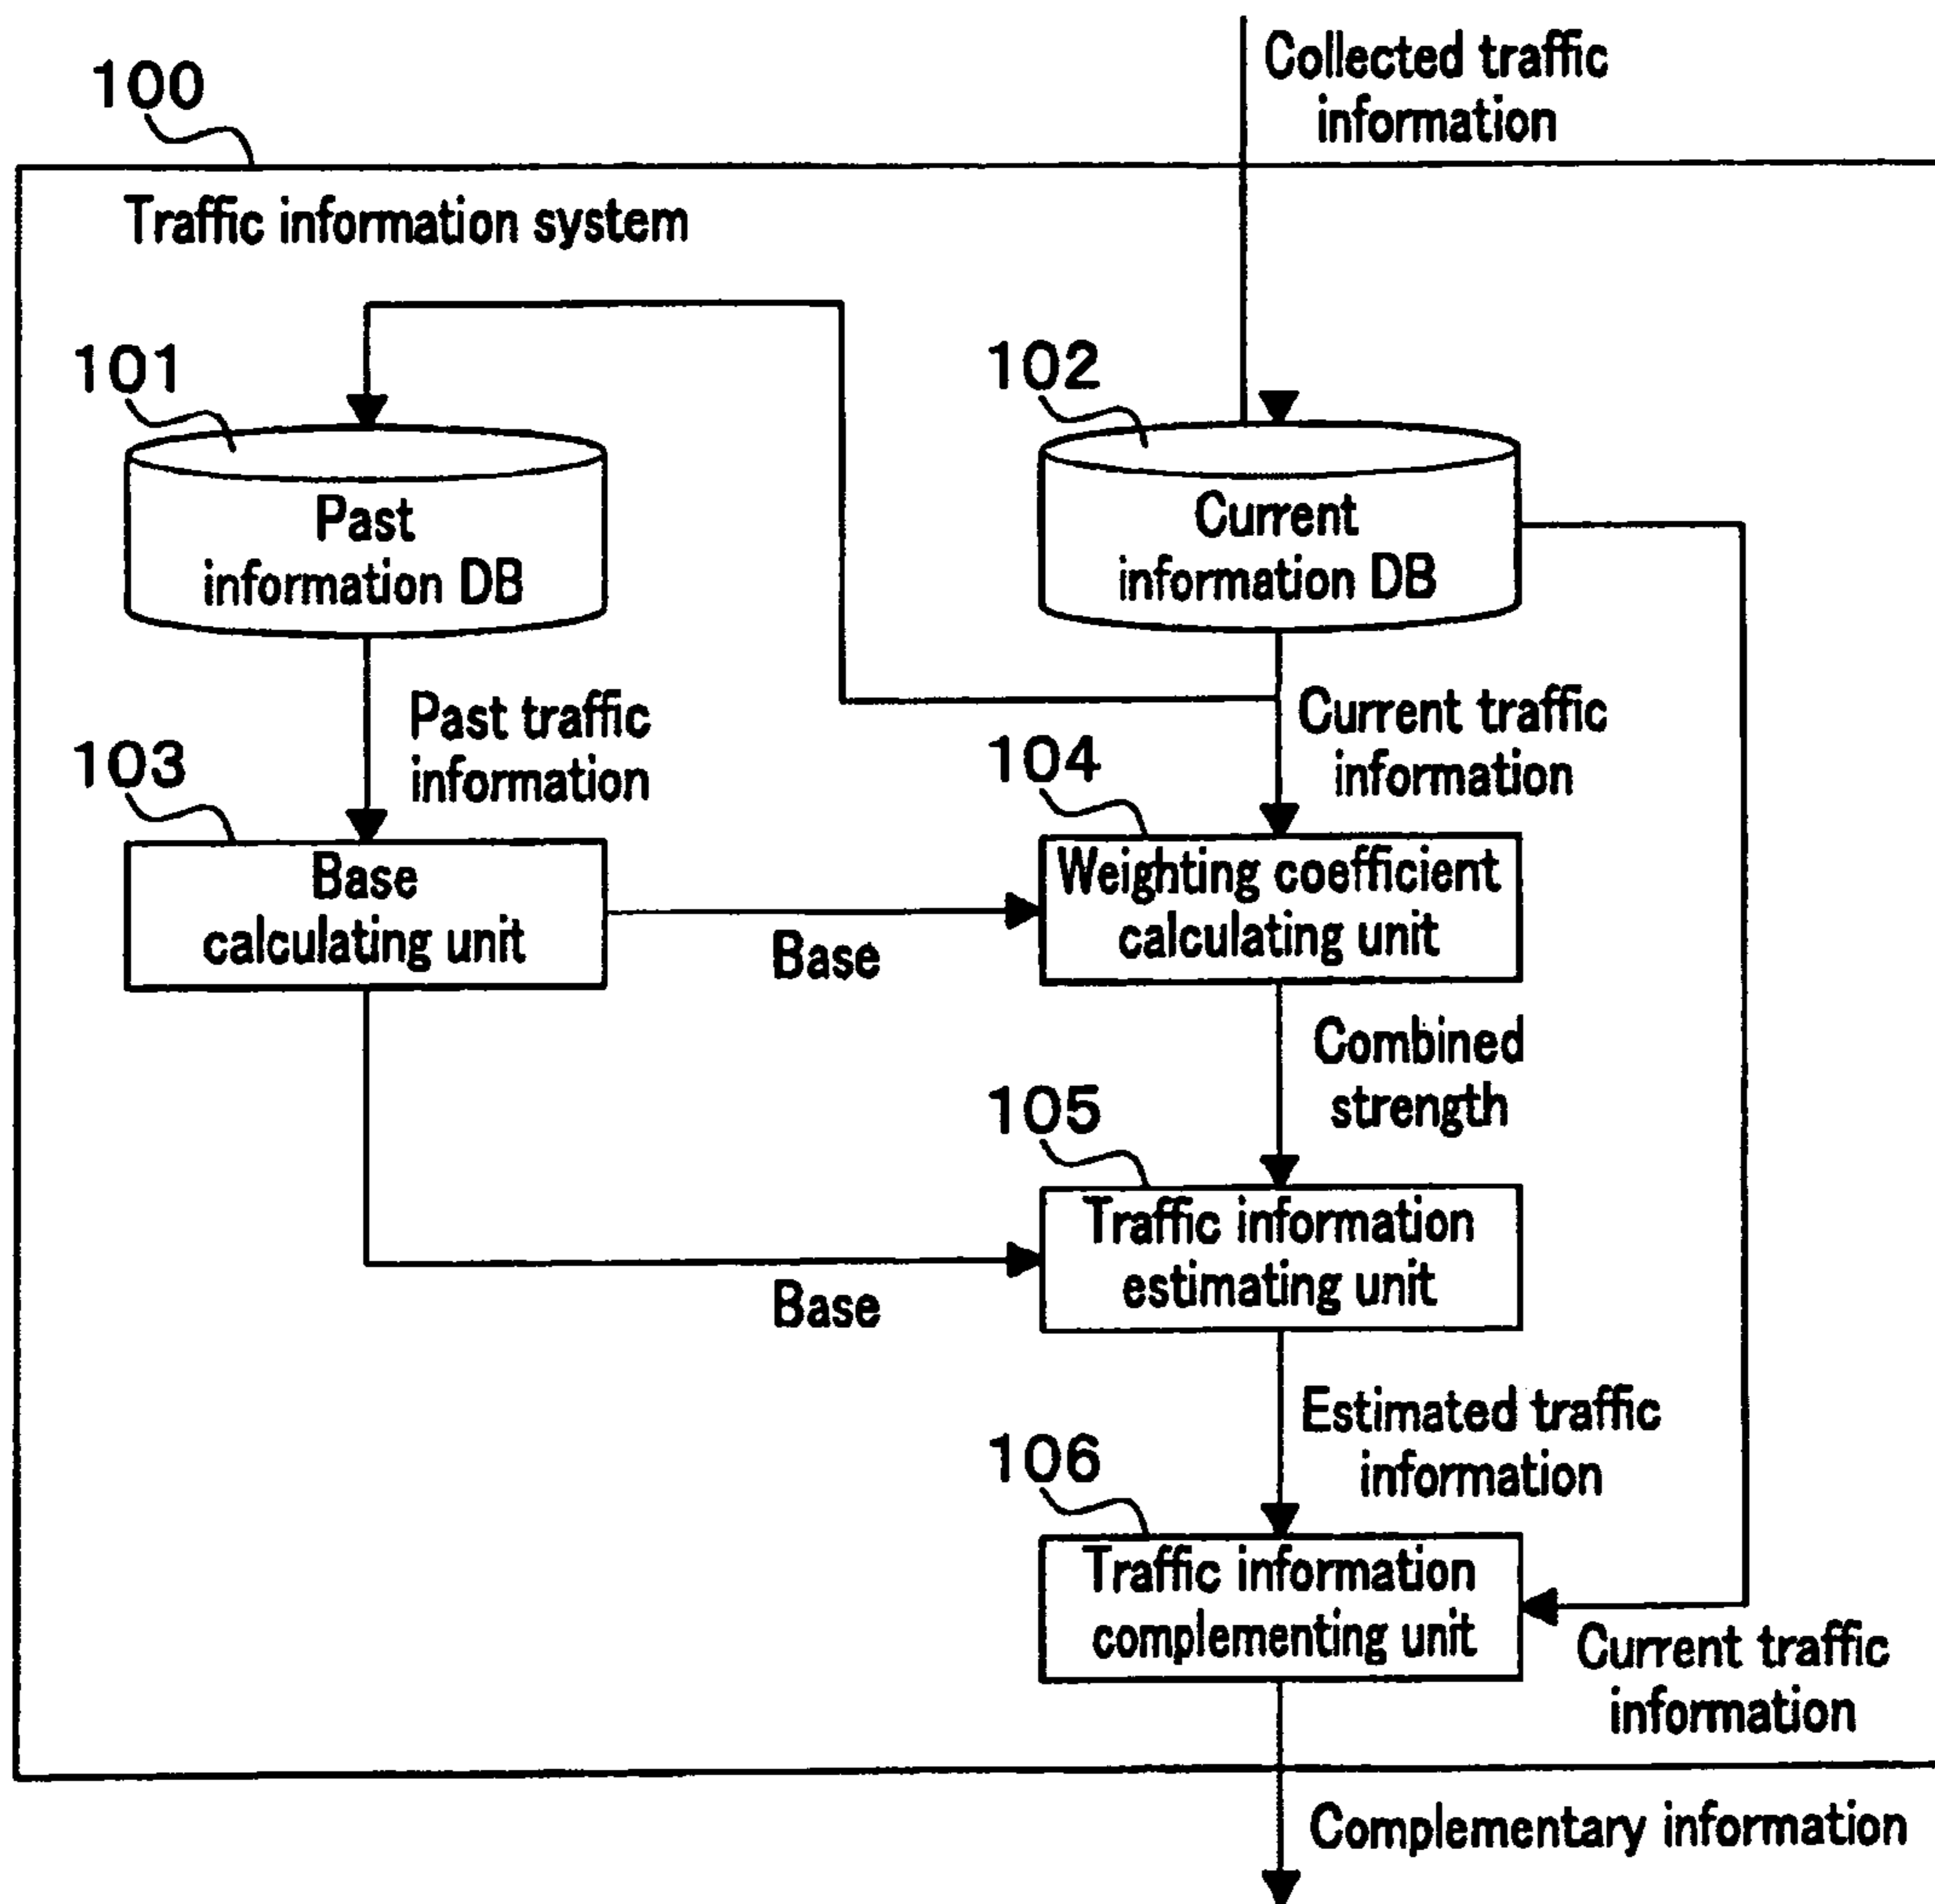 Collected traffic
information
100
Traffic information system
101
102
Past
information DB
Current
information DB
Past traffic
information
Current traffic
information
103
104
Base
calculating unit
Base
Weighting coefficient
calculating unit
Combined
strength
105
Traffic information
estimating unit
Base
Estimated traffic
information
106
Traffic information
complementing unit
Current traffic
information
Complementary information